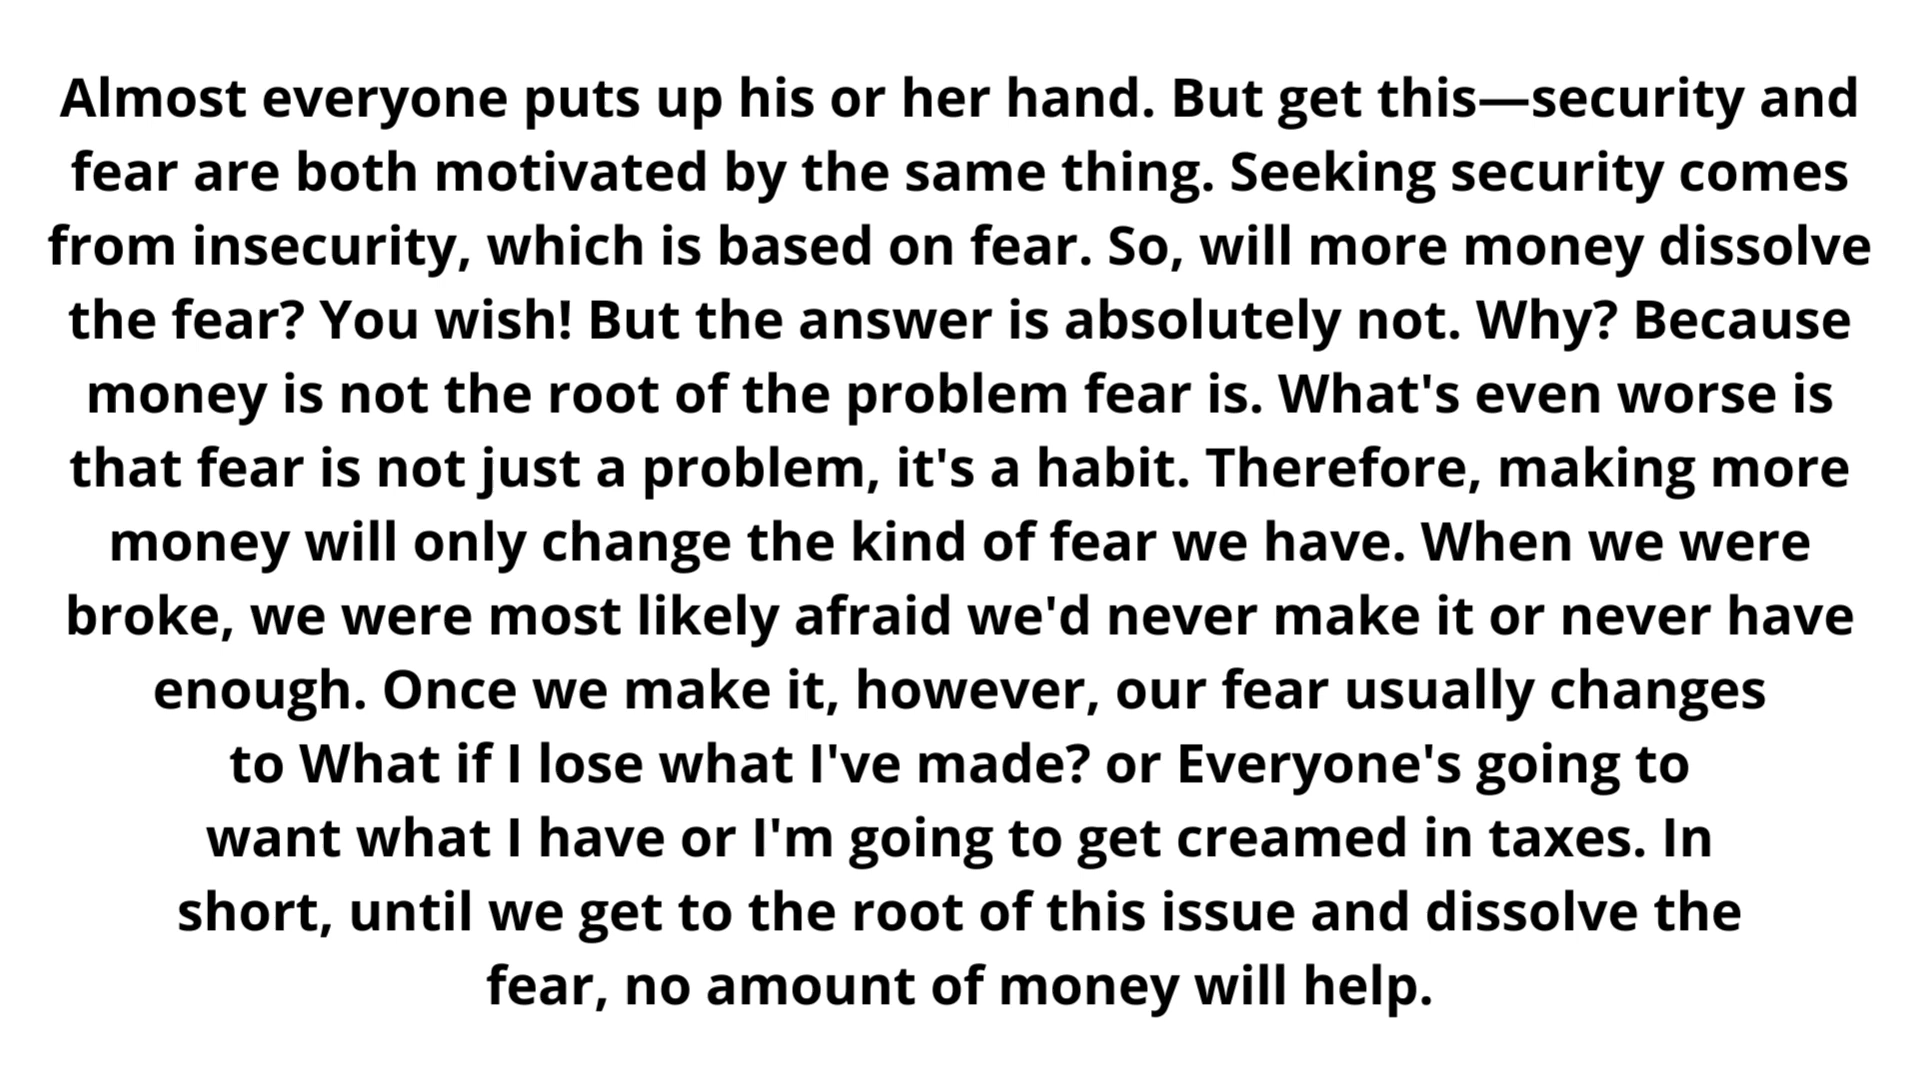 Almost everyone puts up his or her hand. But get this—security and
fear are both motivated by the same thing. Seeking security comes
from insecurity, which is based on fear. So, will more money dissolve
the fear? You wish! But the answer is absolutely not. Why? Because
money is not the root of the problem fear is. What's even worse is
that fear is not just a problem, it's a habit. Therefore, making more
money will only change the kind of fear we have. When we were
broke, we were most likely afraid we'd never make it or never have
enough. Once we make it, however, our fear usually changes
to What if I lose what I've made? or Everyone's going to
want what I have or I'm going to get creamed in taxes. In
short, until we get to the root of this issue and dissolve the
fear, no amount of money will help.